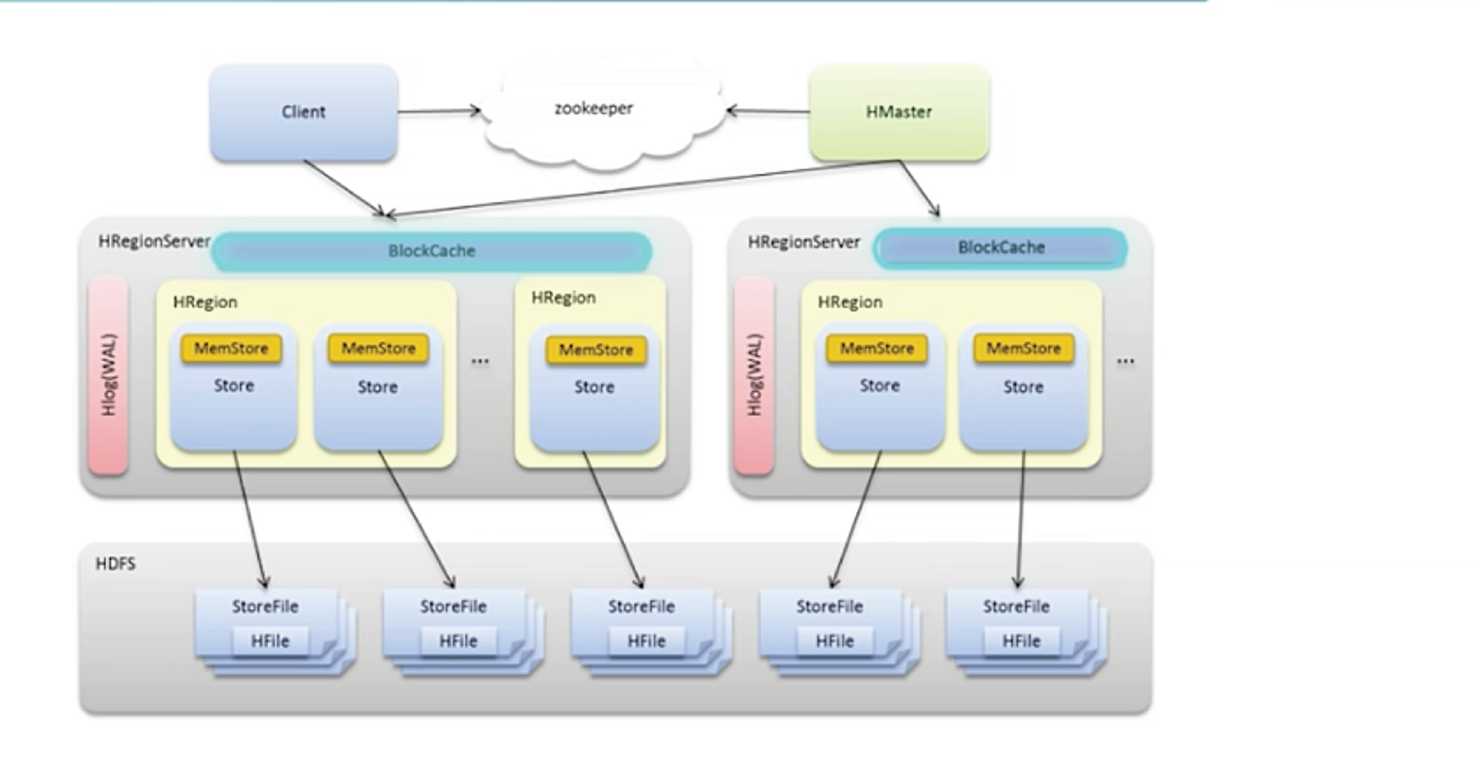 Client
zookeeper
HMaster
HRegionServer
BlockCache
HRegionServer
BlockCache
Hlog(WAL)
HRegion
MemStore
Store
MemStore
Store
...
HRegion
MemStore
Store
Hlog(WAL)
HRegion
MemStore
Store
MemStore
Store
...
HDFS
StoreFile
HFile
StoreFile
HFile
StoreFile
HFile
StoreFile
HFile
StoreFile
HFile